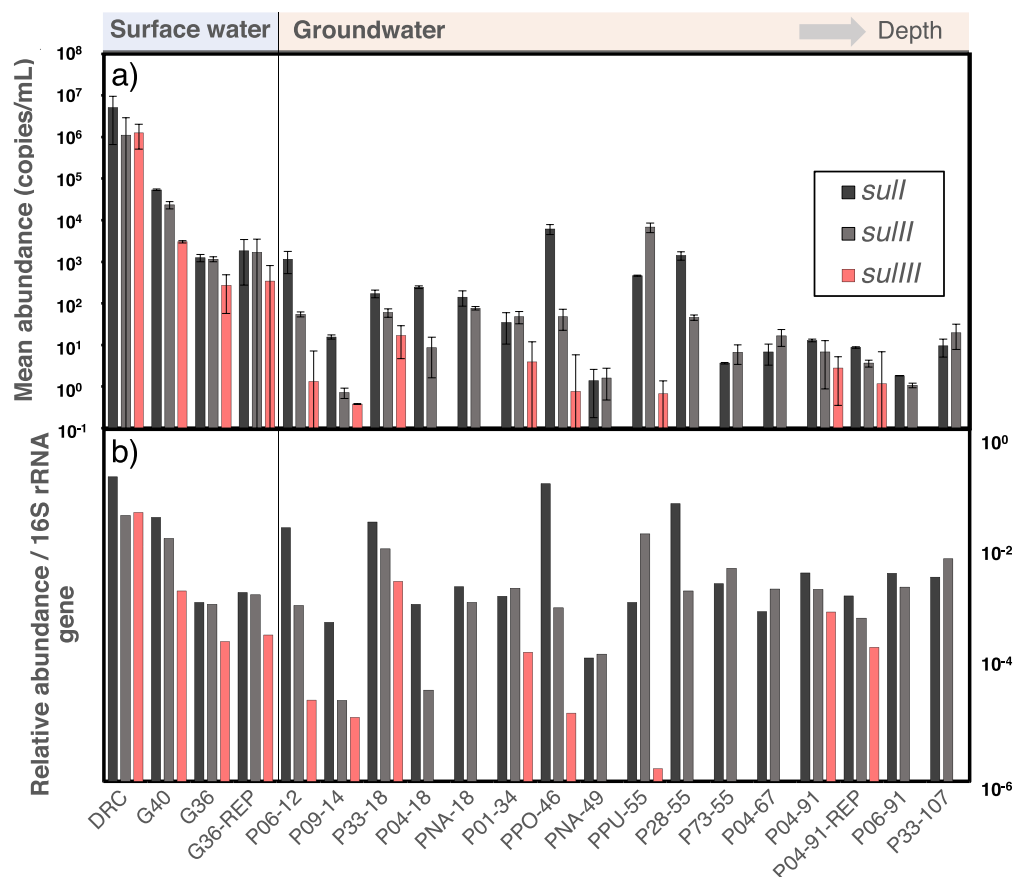 Surface water
Groundwater
Depth
a)
Mean abundance (copies/mL)
10⁸
10⁷
10⁶
10⁵
10⁴
10³
10²
10¹
10⁰
10⁻¹
sulI
sulII
sulIII
b)
Relative abundance / 16S rRNA
gene
10⁰
10⁻²
10⁻⁴
10⁻⁶
DRC
G40
G36
G36-REP
P06-12
P09-14
P33-18
P04-18
PNA-18
P01-34
PPO-46
PNA-49
PPU-55
P28-55
P73-55
P04-67
P04-91
P04-91-REP
P06-91
P33-107